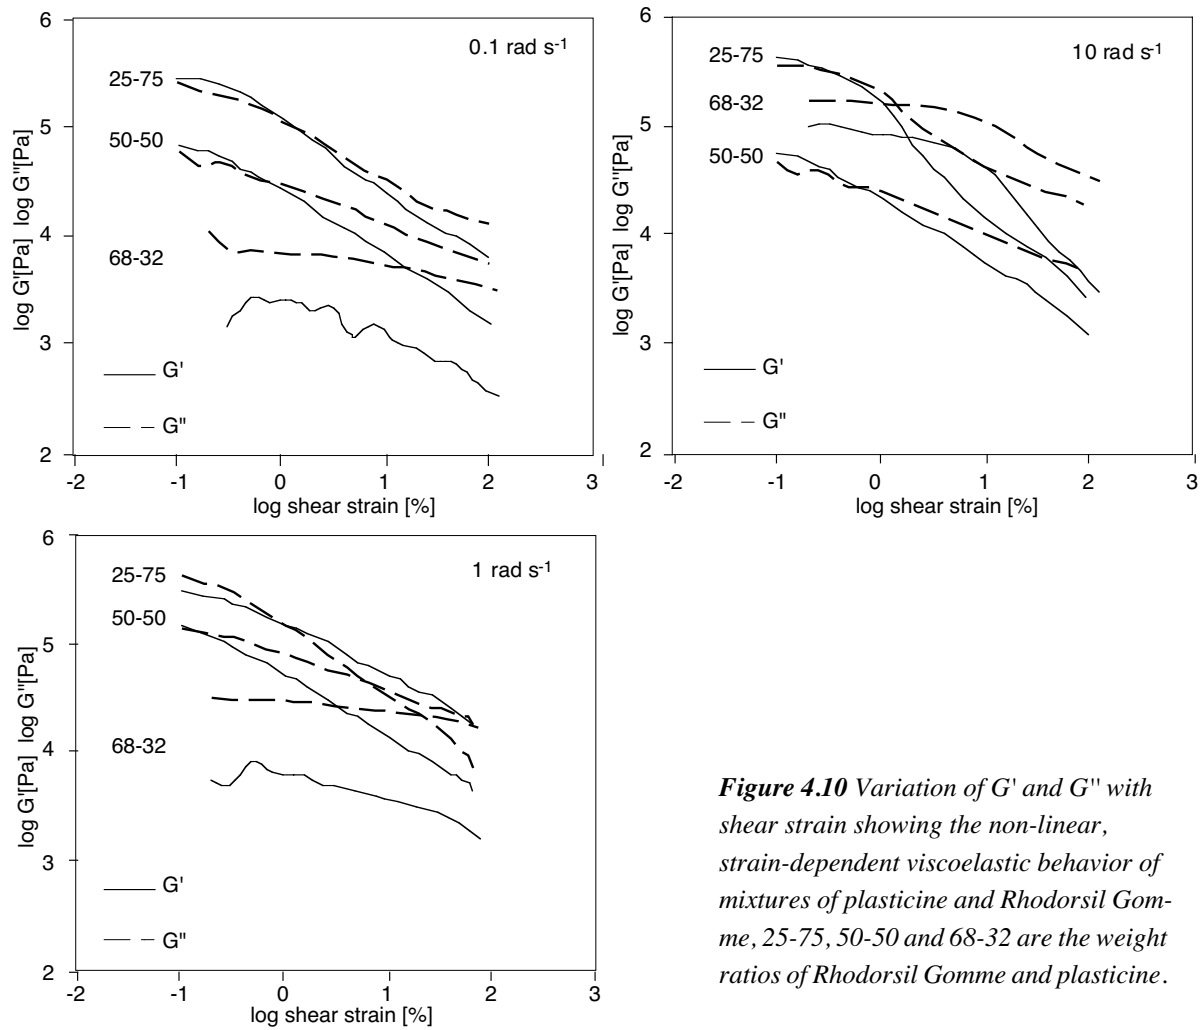 6
5
4
3
2
-2
-1
0
1
2
3
log G'[Pa] log G"[Pa]
log shear strain [%]
0.1 rad s-1
25-75
50-50
68-32
G'
G"
6
5
4
3
2
-2
-1
0
1
2
3
log G'[Pa] log G"[Pa]
log shear strain [%]
10 rad s-1
25-75
68-32
50-50
G'
G"
6
5
4
3
2
-2
-1
0
1
2
3
log G'[Pa] log G"[Pa]
log shear strain [%]
1 rad s-1
25-75
50-50
68-32
G'
G"
Figure 4.10 Variation of G' and G" with
shear strain showing the non-linear,
strain-dependent viscoelastic behavior of
mixtures of plasticine and Rhodorsil Gom-
me, 25-75, 50-50 and 68-32 are the weight
ratios of Rhodorsil Gomme and plasticine.